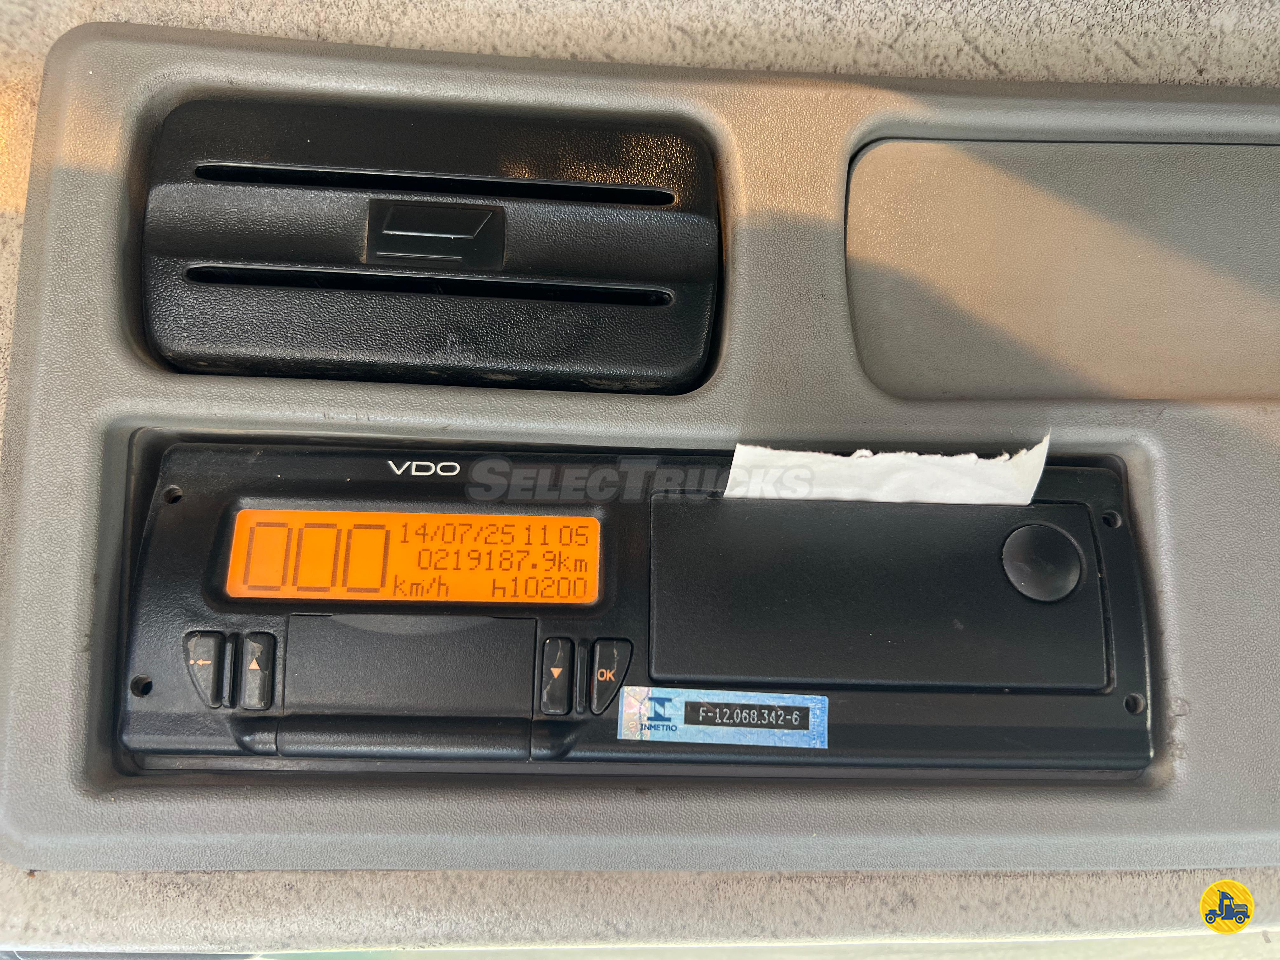 VDO
SELECTRUCKS
000 14/07/25 11 05
0219187.9km
km/h h10200
OK
INMETRO
F-12.068.342-6